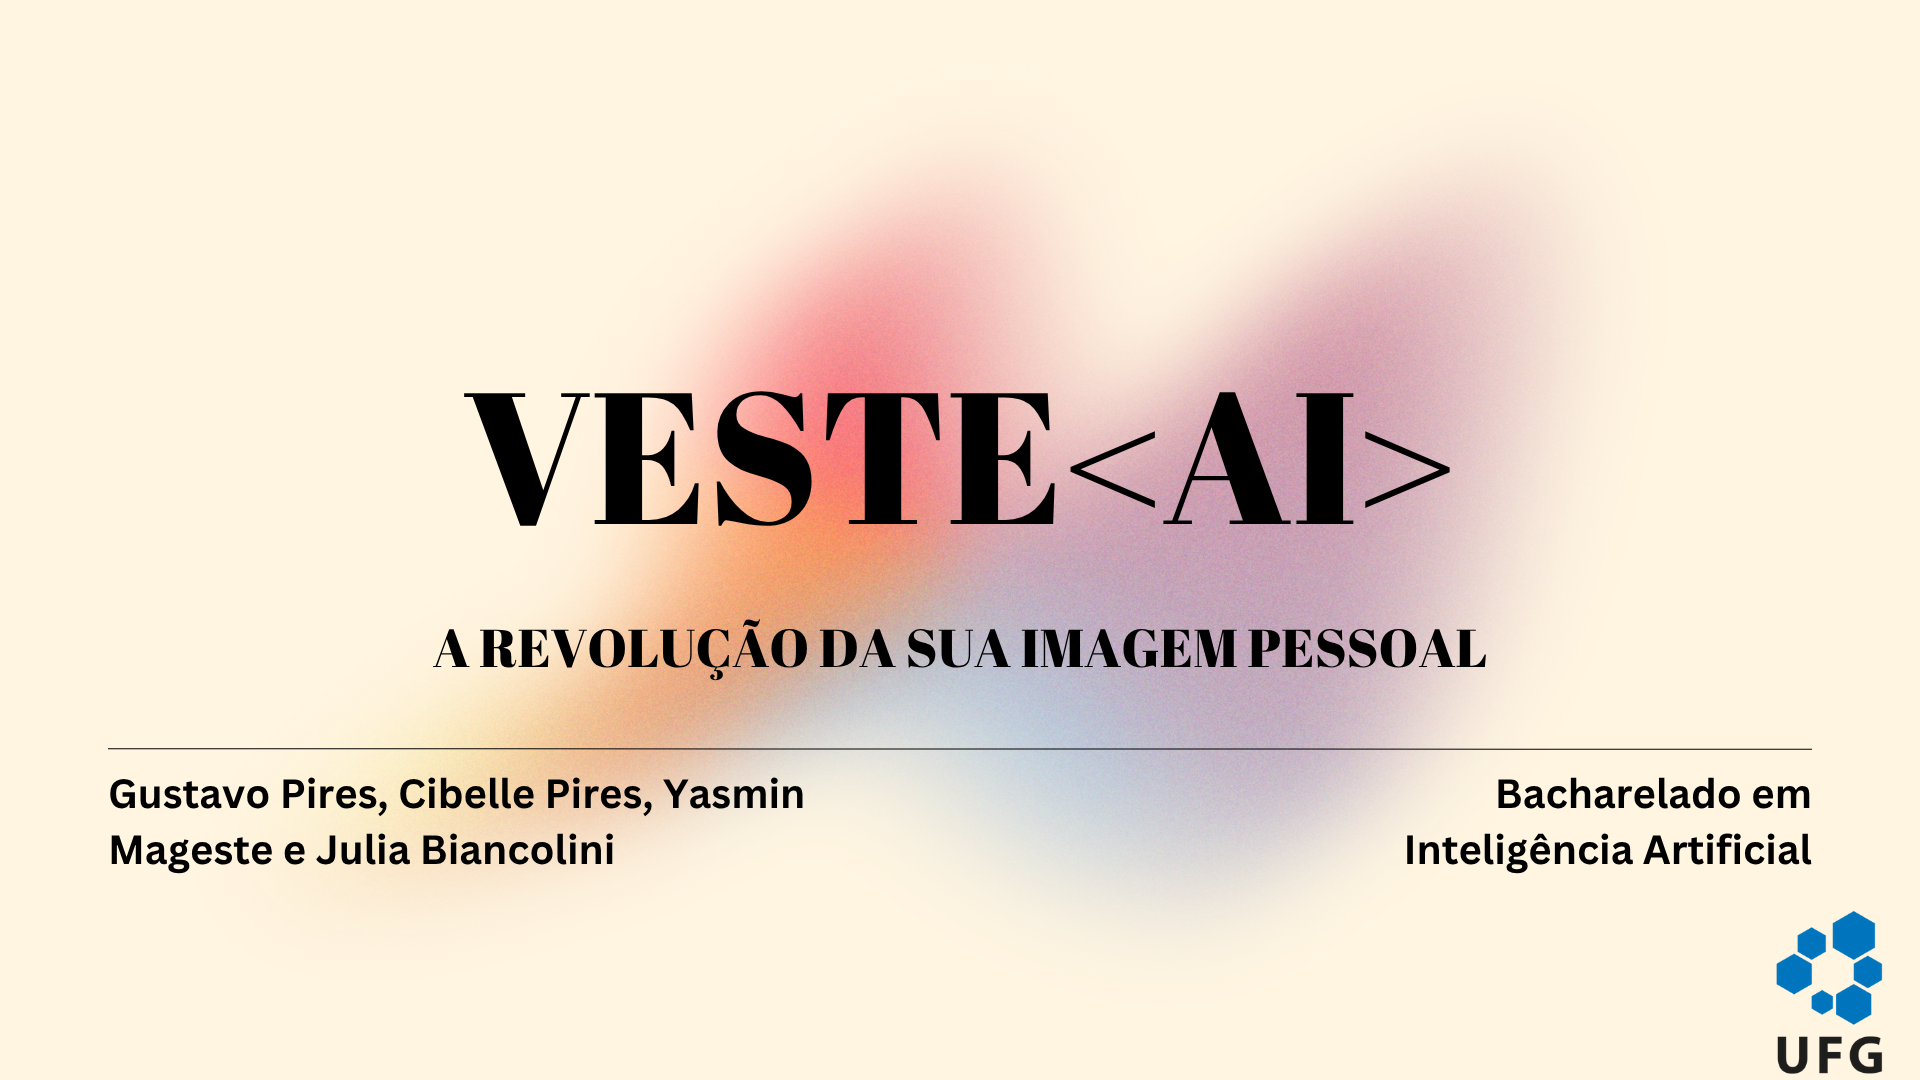 VESTE<AI>
A REVOLUÇÃO DA SUA IMAGEM PESSOAL
Gustavo Pires, Cibelle Pires, Yasmin
Mageste e Julia Biancolini
Bacharelado em
Inteligência Artificial
UFG